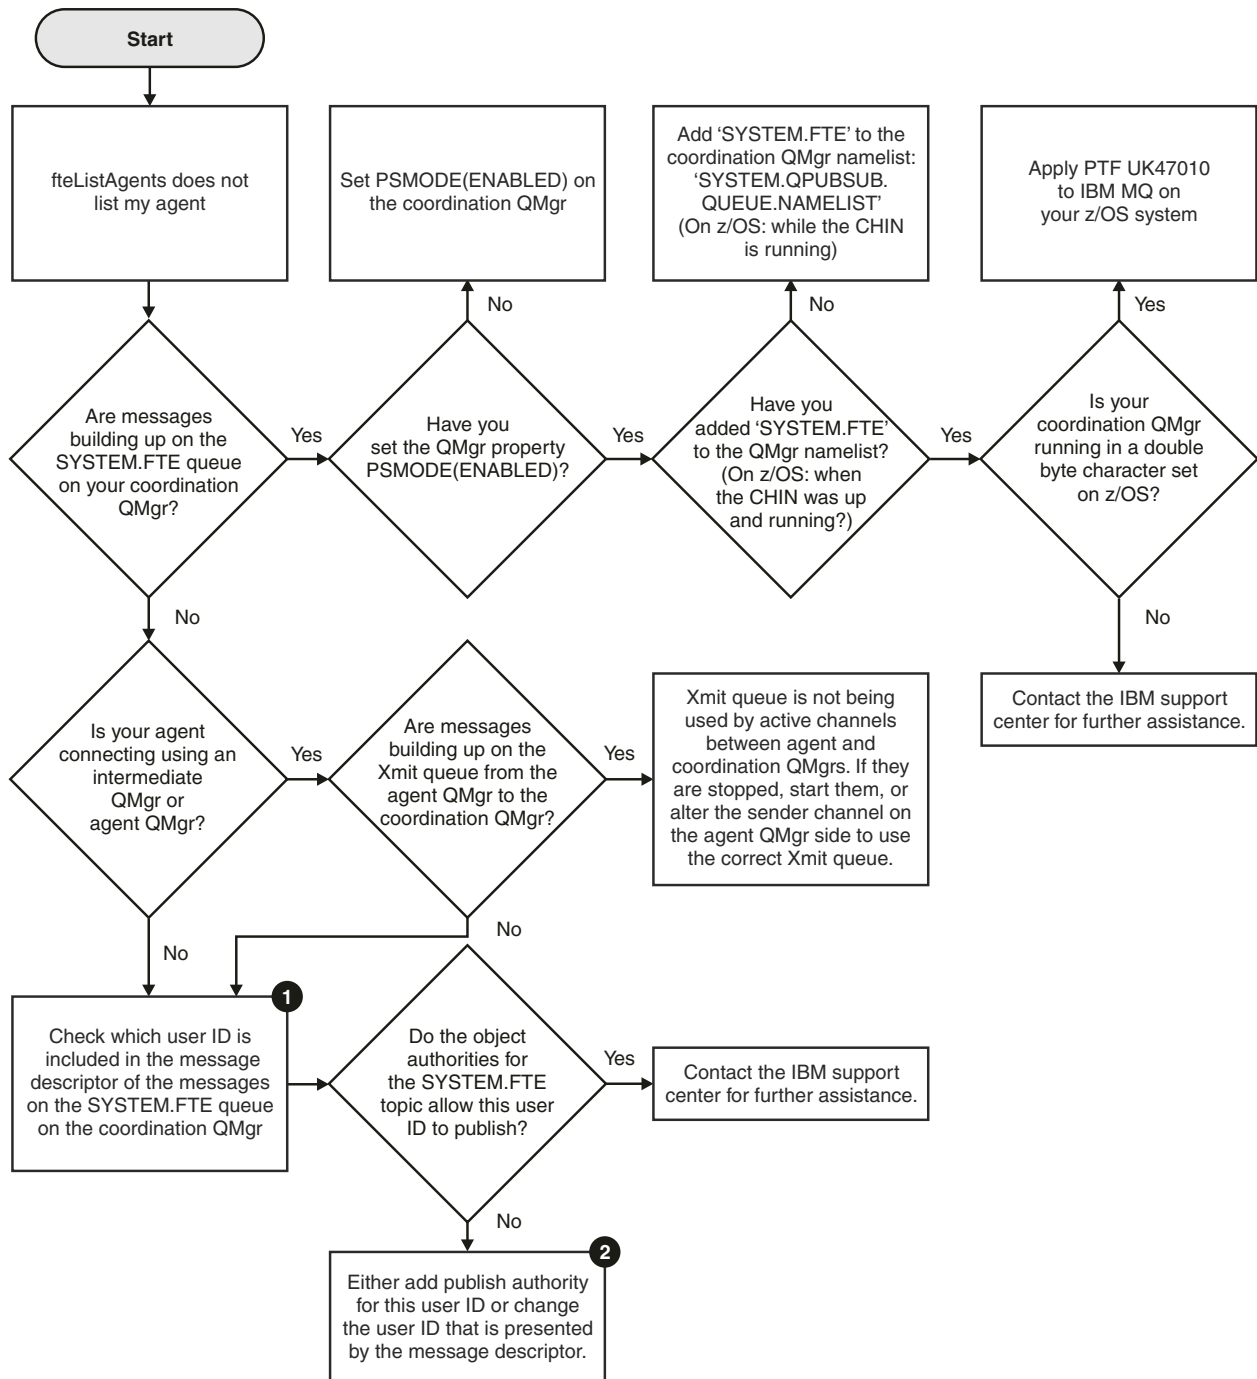 Start
fteListAgents does not
list my agent
Set PSMODE(ENABLED) on
the coordination QMgr
Add ‘SYSTEM.FTE’ to the
coordination QMgr namelist:
‘SYSTEM.QPUBSUB.
QUEUE.NAMELIST’
(On z/OS: while the CHIN
is running)
Apply PTF UK47010
to IBM MQ on
your z/OS system
No
No
Yes
Are messages
building up on the
SYSTEM.FTE queue
on your coordination
QMgr?
Yes
Have you
set the QMgr property
PSMODE(ENABLED)?
Yes
Have you
added ‘SYSTEM.FTE’
to the QMgr namelist?
(On z/OS: when
the CHIN was up
and running?)
Yes
Is your
coordination QMgr
running in a double
byte character set
on z/OS?
No
No
Is your agent
connecting using an
intermediate
QMgr or
agent QMgr?
Yes
Are messages
building up on the
Xmit queue from the
agent QMgr to the
coordination QMgr?
Yes
Xmit queue is not being
used by active channels
between agent and
coordination QMgrs. If they
are stopped, start them, or
alter the sender channel on
the agent QMgr side to use
the correct Xmit queue.
Contact the IBM support
center for further assistance.
No
No
1
Check which user ID is
included in the message
descriptor of the messages
on the SYSTEM.FTE queue
on the coordination QMgr
Do the object
authorities for
the SYSTEM.FTE
topic allow this user
ID to publish?
Yes
Contact the IBM support
center for further assistance.
No
2
Either add publish authority
for this user ID or change
the user ID that is presented
by the message descriptor.